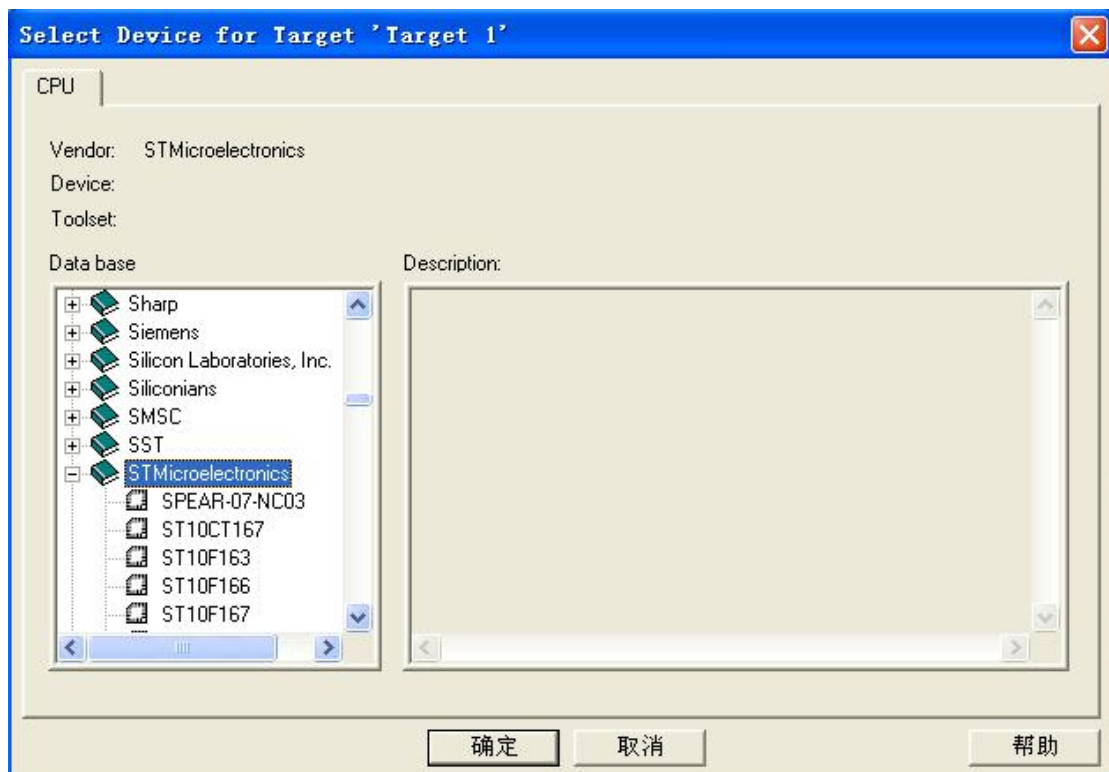 Select Device for Target 'Target 1'
CPU
Vendor: STMicroelectronics
Device:
Toolset:
Data base Description:
Sharp
Siemens
Silicon Laboratories, Inc.
Siliconians
SMSC
SST
STMicroelectronics
SPEAR-07-NC03
ST10CT167
ST10F163
ST10F166
ST10F167
确定 取消 帮助